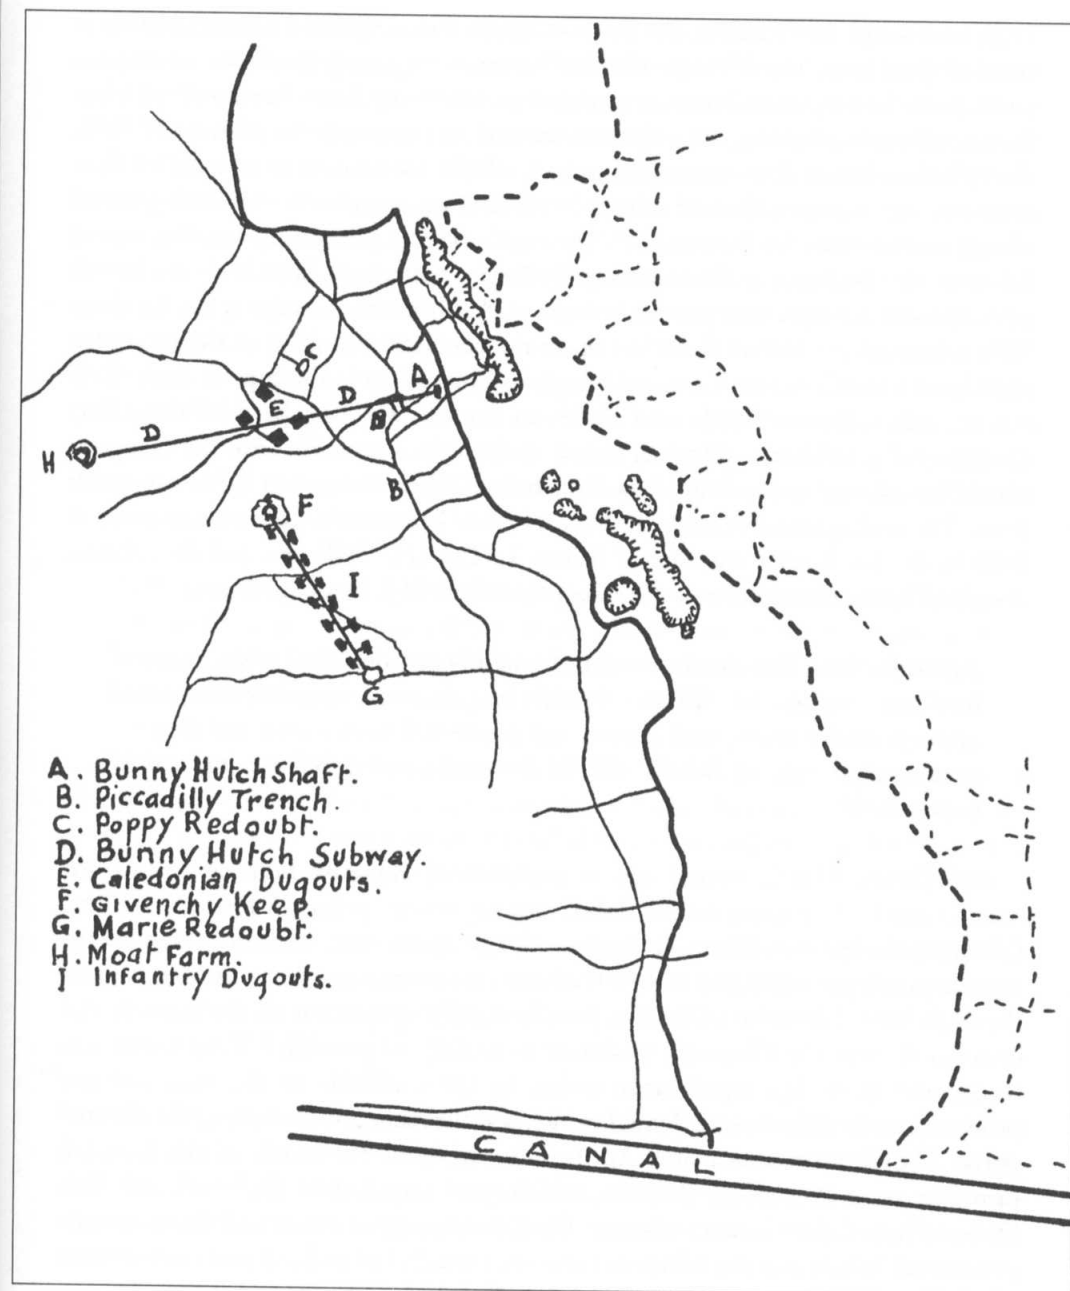 C
A
E
D
B
D
H
B
F
I
G
A. Bunny Hutch Shaft.
B. Piccadilly Trench.
C. Poppy Redoubt.
D. Bunny Hutch Subway.
E. Caledonian Dugouts.
F. Givenchy Keep.
G. Marie Redoubt.
H. Moat Farm.
I Infantry Dugouts.
CANAL